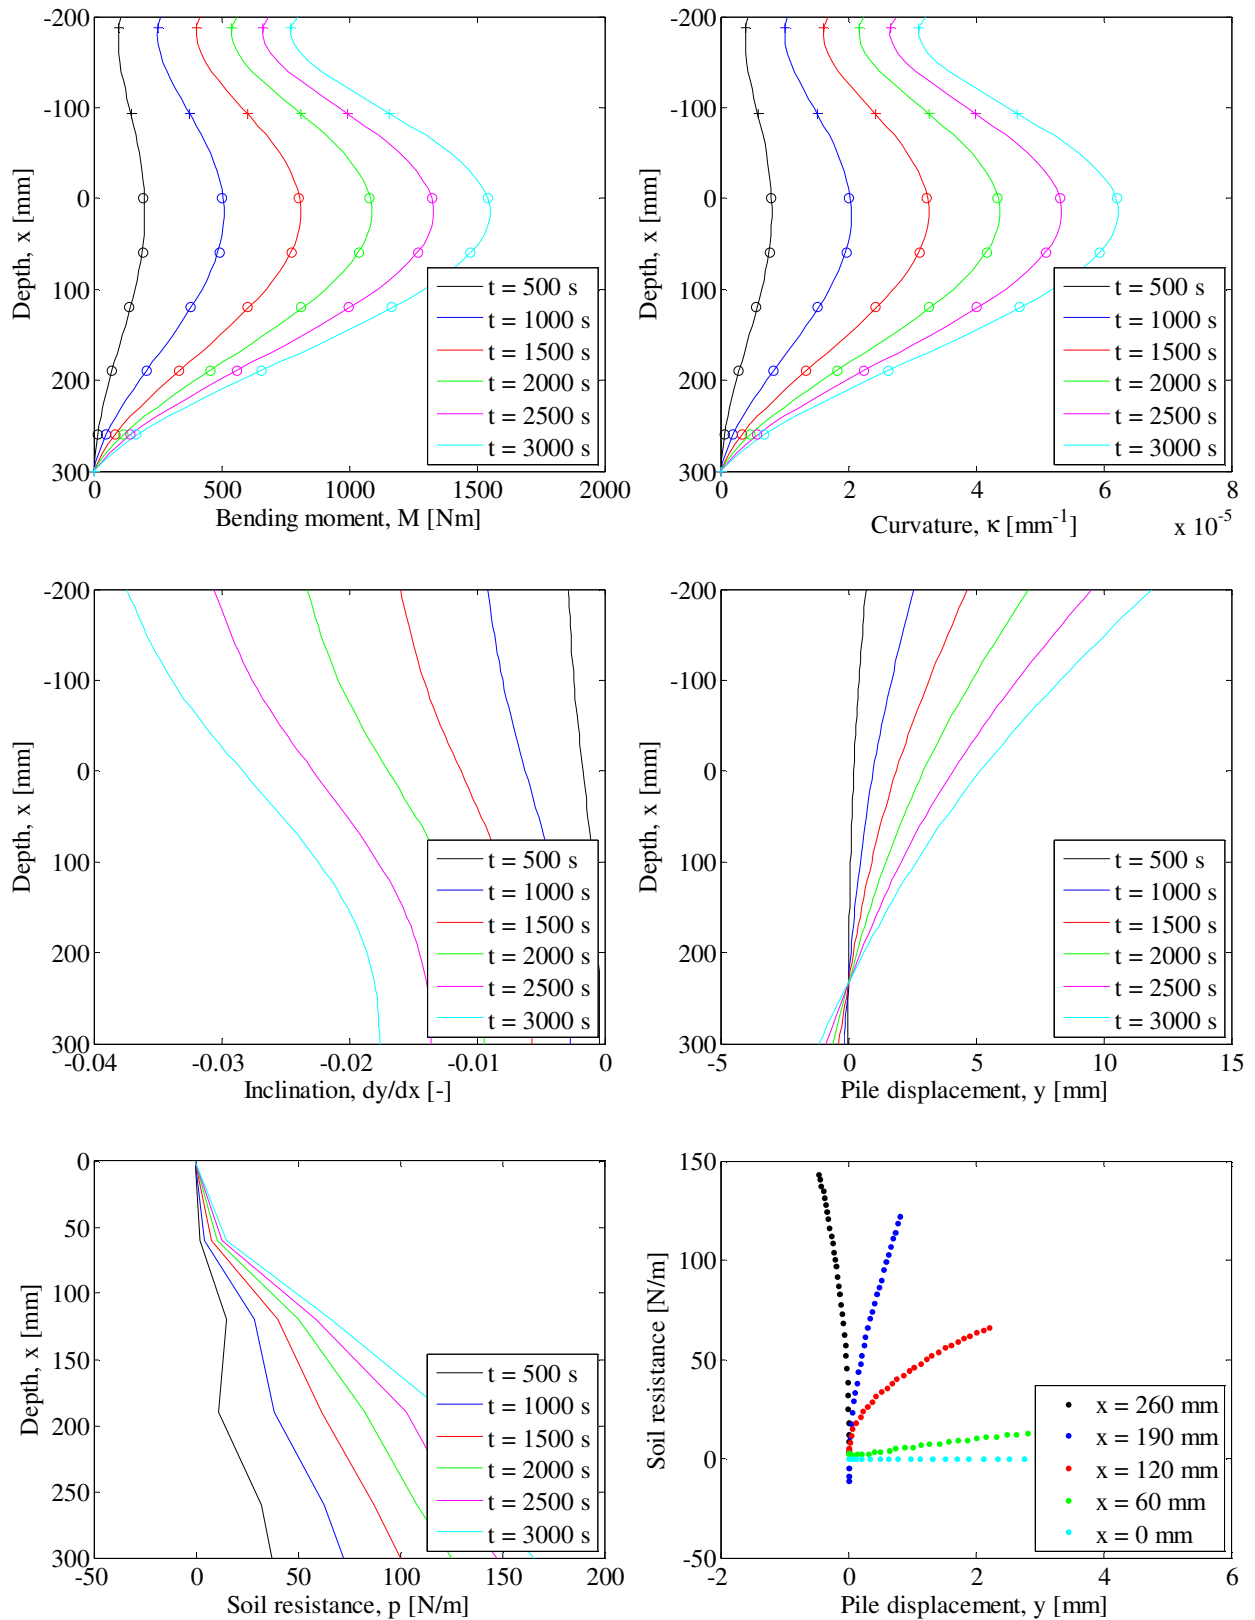 -200
-100
0
100
200
300
0
500
1000
1500
2000
Depth, x [mm]
Bending moment, M [Nm]
t = 500 s
t = 1000 s
t = 1500 s
t = 2000 s
t = 2500 s
t = 3000 s
-200
-100
0
100
200
300
0
2
4
6
8
x 10⁻⁵
Depth, x [mm]
Curvature, κ [mm⁻¹]
t = 500 s
t = 1000 s
t = 1500 s
t = 2000 s
t = 2500 s
t = 3000 s
-200
-100
0
100
200
300
-0.04
-0.03
-0.02
-0.01
0
Depth, x [mm]
Inclination, dy/dx [-]
t = 500 s
t = 1000 s
t = 1500 s
t = 2000 s
t = 2500 s
t = 3000 s
-200
-100
0
100
200
300
-5
0
5
10
15
Depth, x [mm]
Pile displacement, y [mm]
t = 500 s
t = 1000 s
t = 1500 s
t = 2000 s
t = 2500 s
t = 3000 s
0
50
100
150
200
250
300
-50
0
50
100
150
200
Depth, x [mm]
Soil resistance, p [N/m]
t = 500 s
t = 1000 s
t = 1500 s
t = 2000 s
t = 2500 s
t = 3000 s
150
100
50
0
-50
-2
0
2
4
6
Soil resistance [N/m]
Pile displacement, y [mm]
x = 260 mm
x = 190 mm
x = 120 mm
x = 60 mm
x = 0 mm